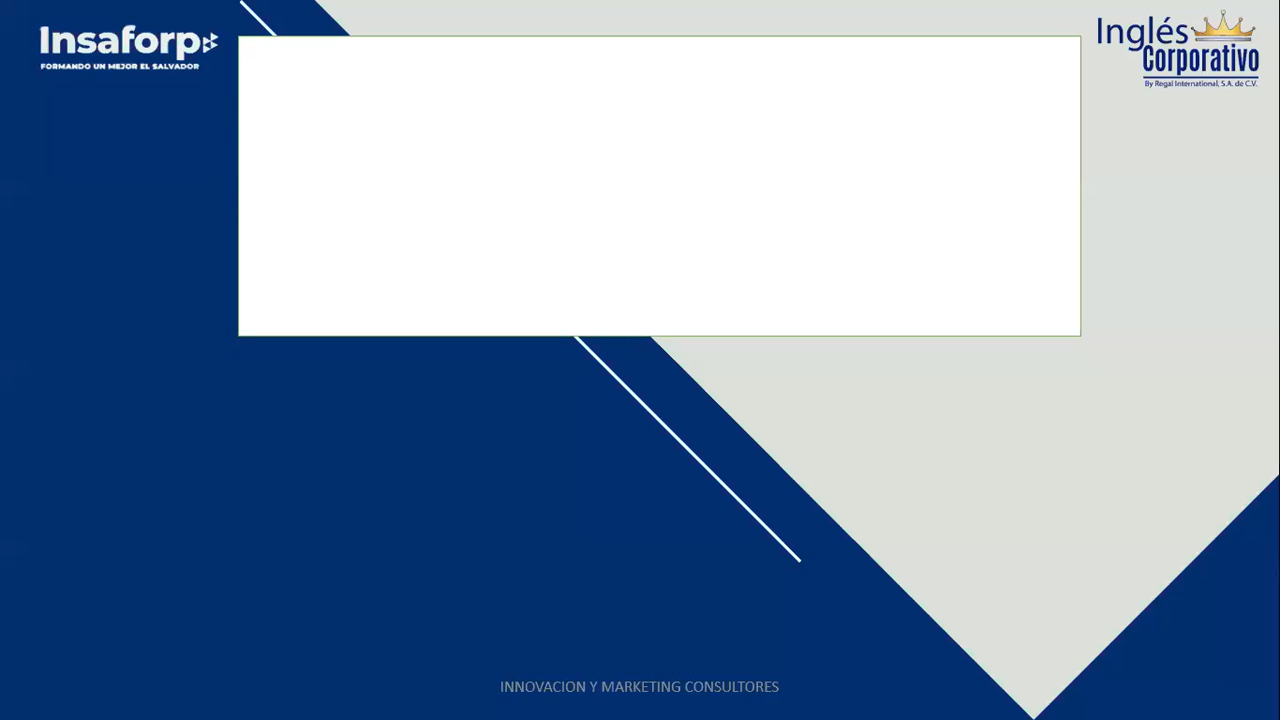 Insaforp
FORMANDO UN MEJOR EL SALVADOR
Inglés
Corporativo
By Regal International, S.A. de C.V.
INNOVACION Y MARKETING CONSULTORES